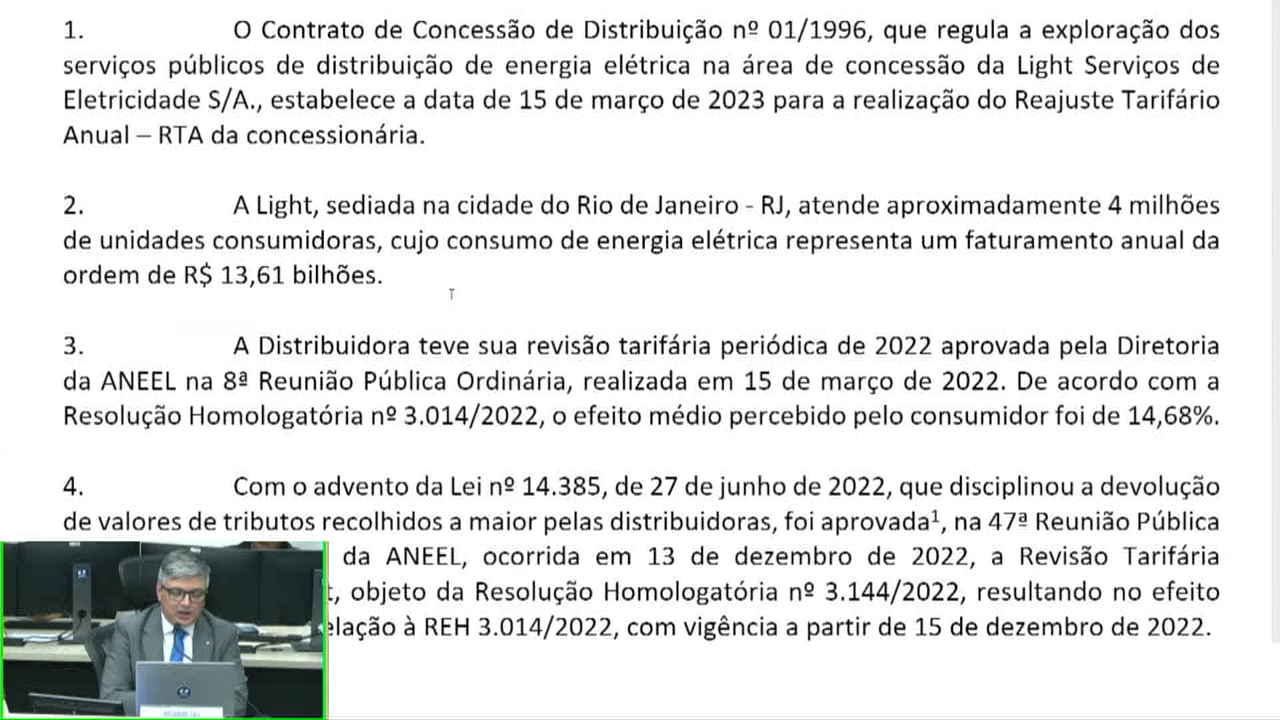 1. O Contrato de Concessão de Distribuição nº 01/1996, que regula a exploração dos
serviços públicos de distribuição de energia elétrica na área de concessão da Light Serviços de
Eletricidade S/A., estabelece a data de 15 de março de 2023 para a realização do Reajuste Tarifário
Anual – RTA da concessionária.
2. A Light, sediada na cidade do Rio de Janeiro - RJ, atende aproximadamente 4 milhões
de unidades consumidoras, cujo consumo de energia elétrica representa um faturamento anual da
ordem de R$ 13,61 bilhões.
3. A Distribuidora teve sua revisão tarifária periódica de 2022 aprovada pela Diretoria
da ANEEL na 8ª Reunião Pública Ordinária, realizada em 15 de março de 2022. De acordo com a
Resolução Homologatória nº 3.014/2022, o efeito médio percebido pelo consumidor foi de 14,68%.
4. Com o advento da Lei nº 14.385, de 27 de junho de 2022, que disciplinou a devolução
de valores de tributos recolhidos a maior pelas distribuidoras, foi aprovada¹, na 47ª Reunião Pública
da ANEEL, ocorrida em 13 de dezembro de 2022, a Revisão Tarifária
t, objeto da Resolução Homologatória nº 3.144/2022, resultando no efeito
elação à REH 3.014/2022, com vigência a partir de 15 de dezembro de 2022.